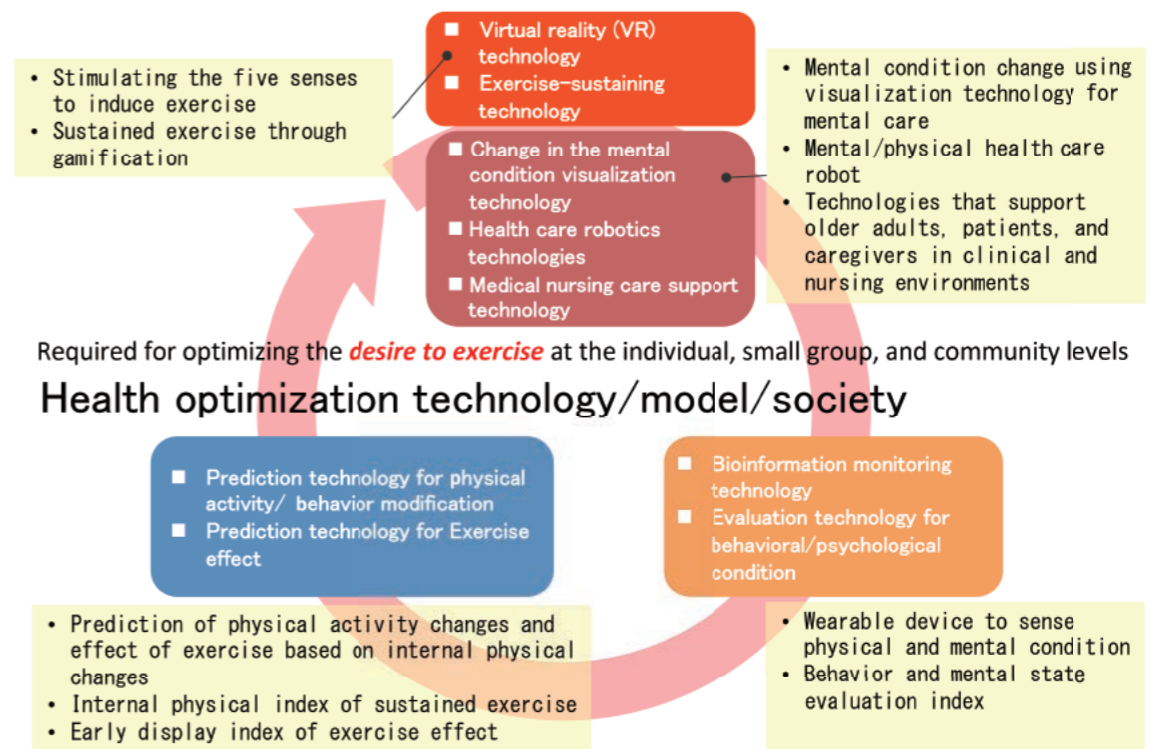 ■ Virtual reality (VR)
technology
■ Exercise-sustaining
technology
• Stimulating the five senses
to induce exercise
• Sustained exercise through
gamification
■ Change in the mental
condition visualization
technology
■ Health care robotics
technologies
■ Medical nursing care support
technology
• Mental condition change using
visualization technology for
mental care
• Mental/physical health care
robot
• Technologies that support
older adults, patients, and
caregivers in clinical and
nursing environments
Required for optimizing the desire to exercise at the individual, small group, and community levels
Health optimization technology/model/society
■ Prediction technology for physical
activity/ behavior modification
■ Prediction technology for Exercise
effect
■ Bioinformation monitoring
technology
■ Evaluation technology for
behavioral/psychological
condition
• Prediction of physical activity changes and
effect of exercise based on internal physical
changes
• Internal physical index of sustained exercise
• Early display index of exercise effect
• Wearable device to sense
physical and mental condition
• Behavior and mental state
evaluation index